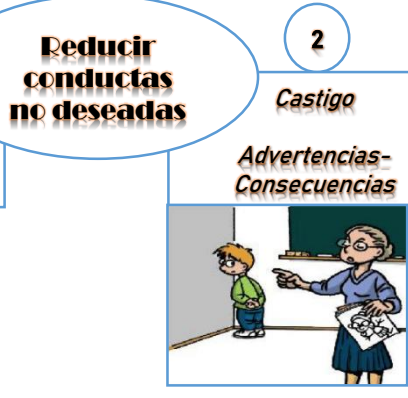 Reducir
conductas
no deseadas
2
Castigo
Advertencias-
Consecuencias